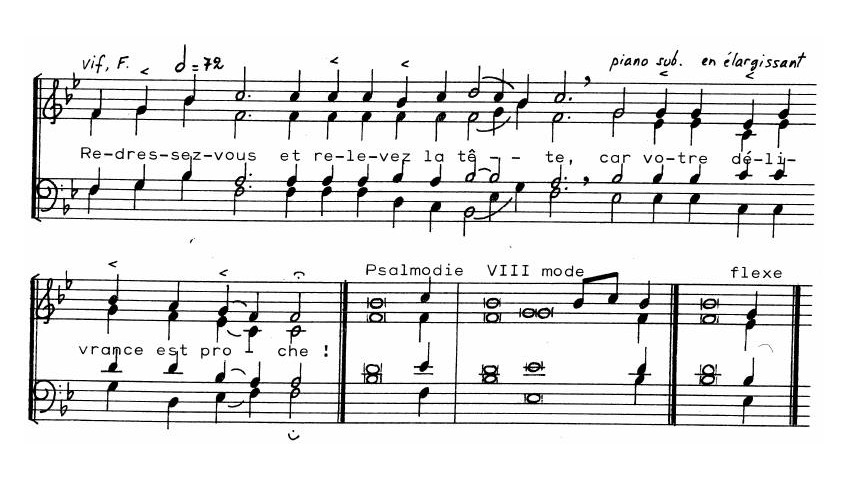 vif, F. 𝅗𝅥 = 72 piano sub. en élargissant
Re-dres-sez-vous et re-le-vez la tê - - te, car vo-tre dé-li-
Psalmodie VIII mode flexe
vrance est pro - che !